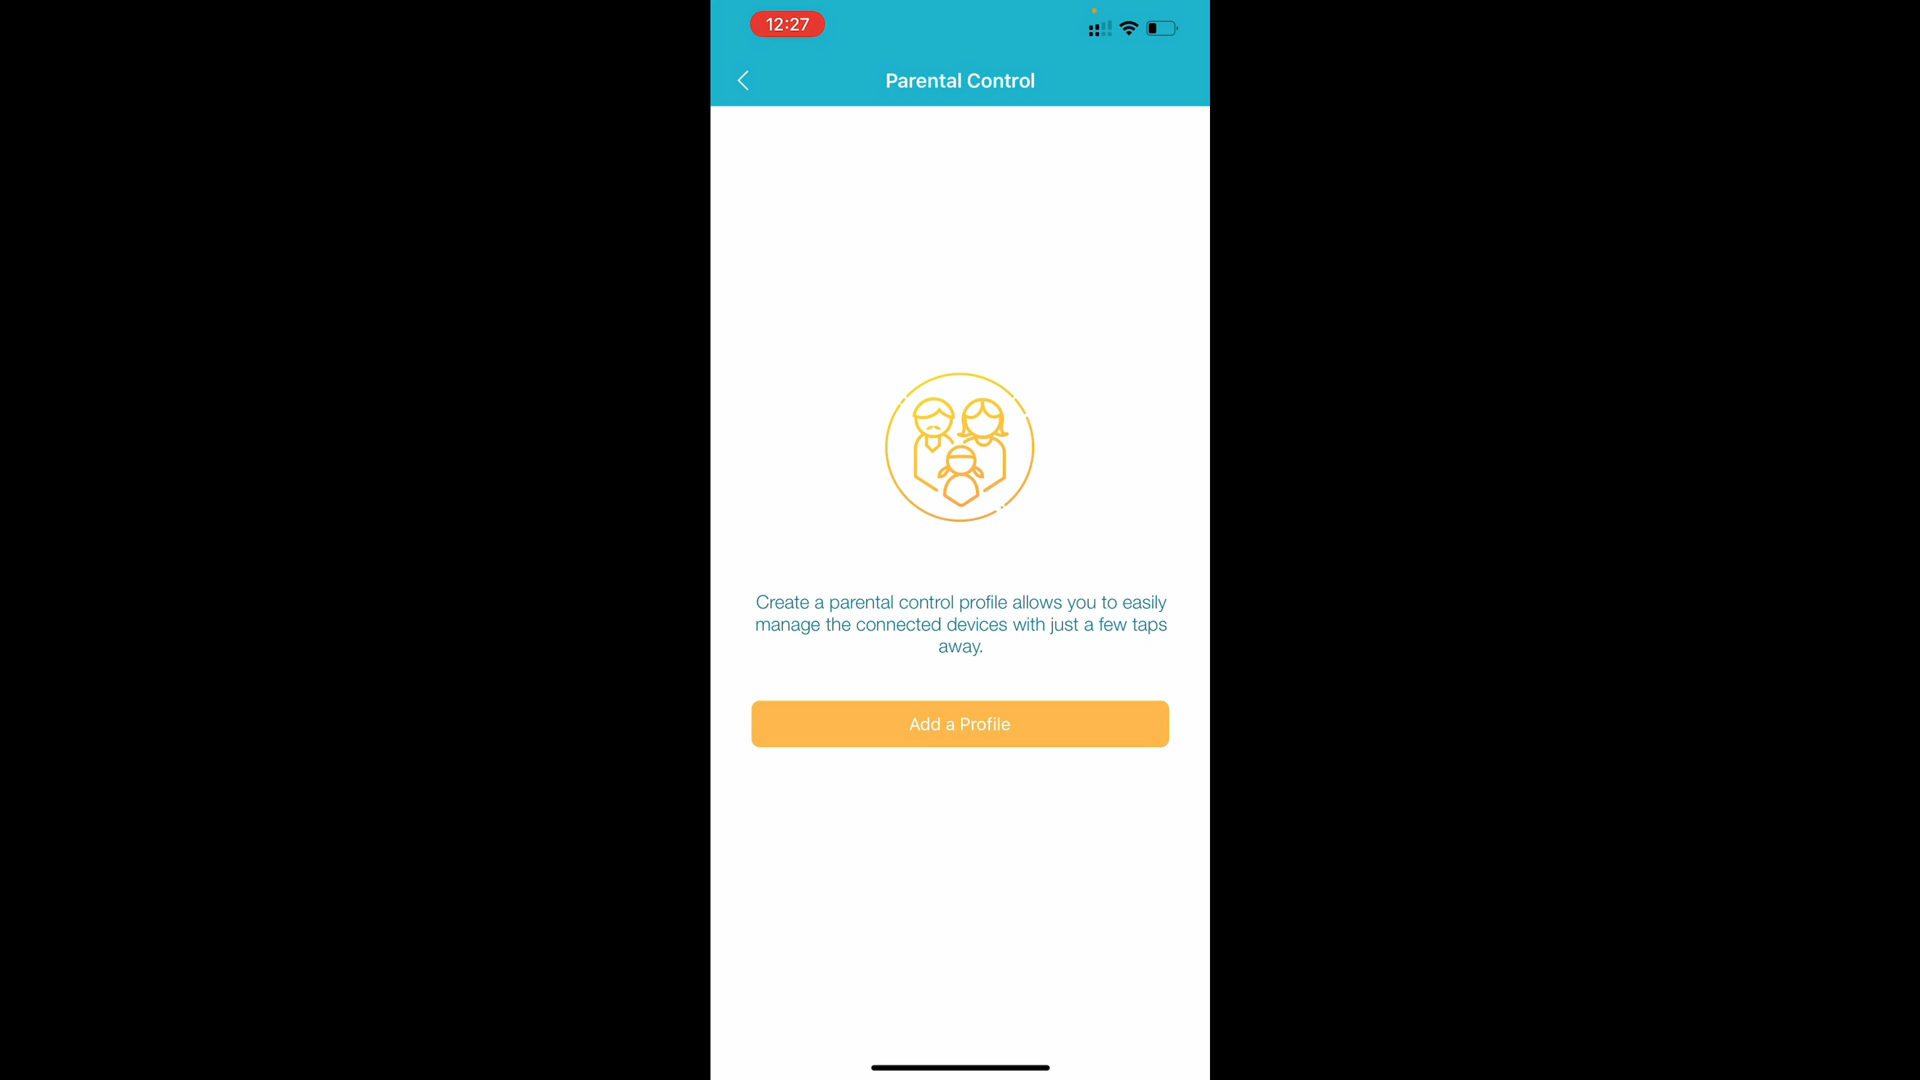 12:27
Parental Control
Create a parental control profile allows you to easily
manage the connected devices with just a few taps
away.
Add a Profile